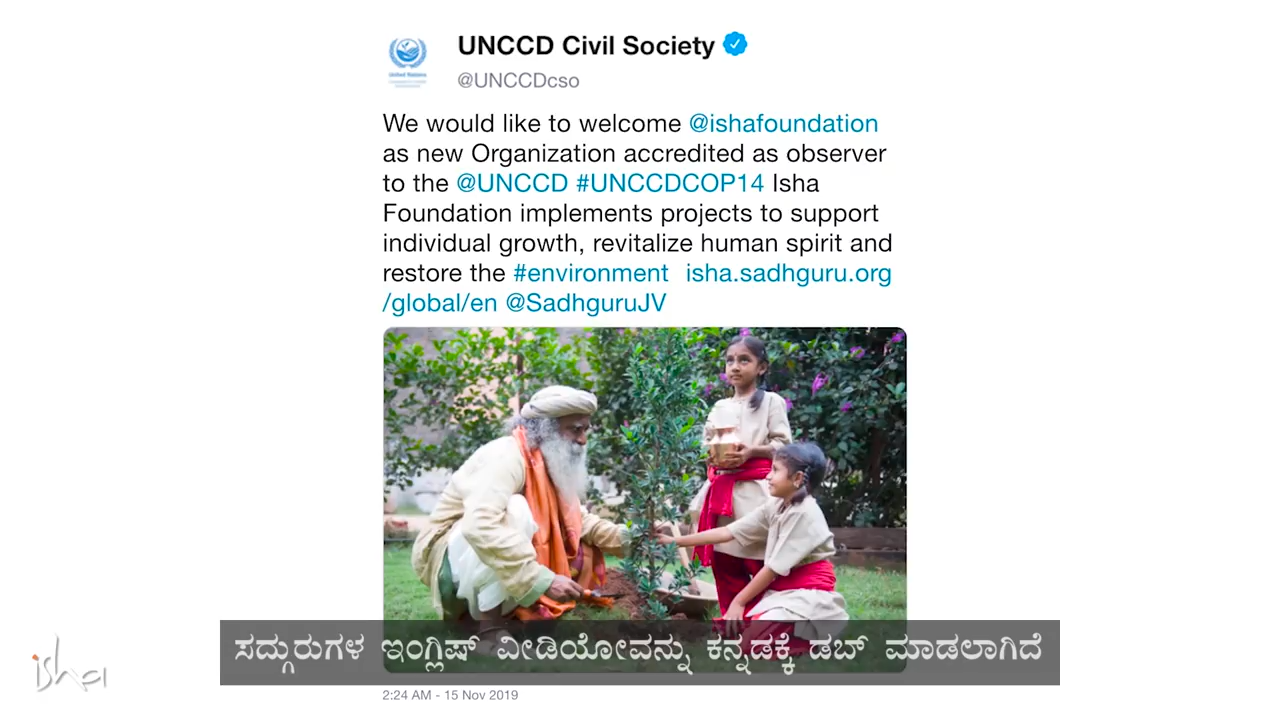 UNCCD Civil Society
@UNCCDcso
United Nations
We would like to welcome @ishafoundation
as new Organization accredited as observer
to the @UNCCD #UNCCDCOP14 Isha
Foundation implements projects to support
individual growth, revitalize human spirit and
restore the #environment isha.sadhguru.org
/global/en @SadhguruJV
ಸದ್ಗುರುಗಳ ಇಂಗ್ಲಿಷ್ ವೀಡಿಯೋವನ್ನು ಕನ್ನಡಕ್ಕೆ ಡಬ್ ಮಾಡಲಾಗಿದೆ
isha
2:24 AM - 15 Nov 2019